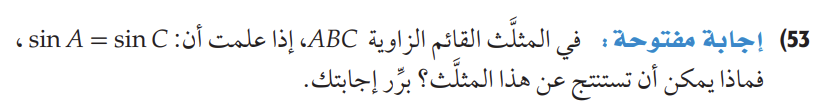 53) إجابة مفتوحة: في المثلَّث القائم الزاوية ABC، إذا علمت أن: sin A = sin C ،
فماذا يمكن أن تستنتج عن هذا المثلَّث؟ برِّر إجابتك.